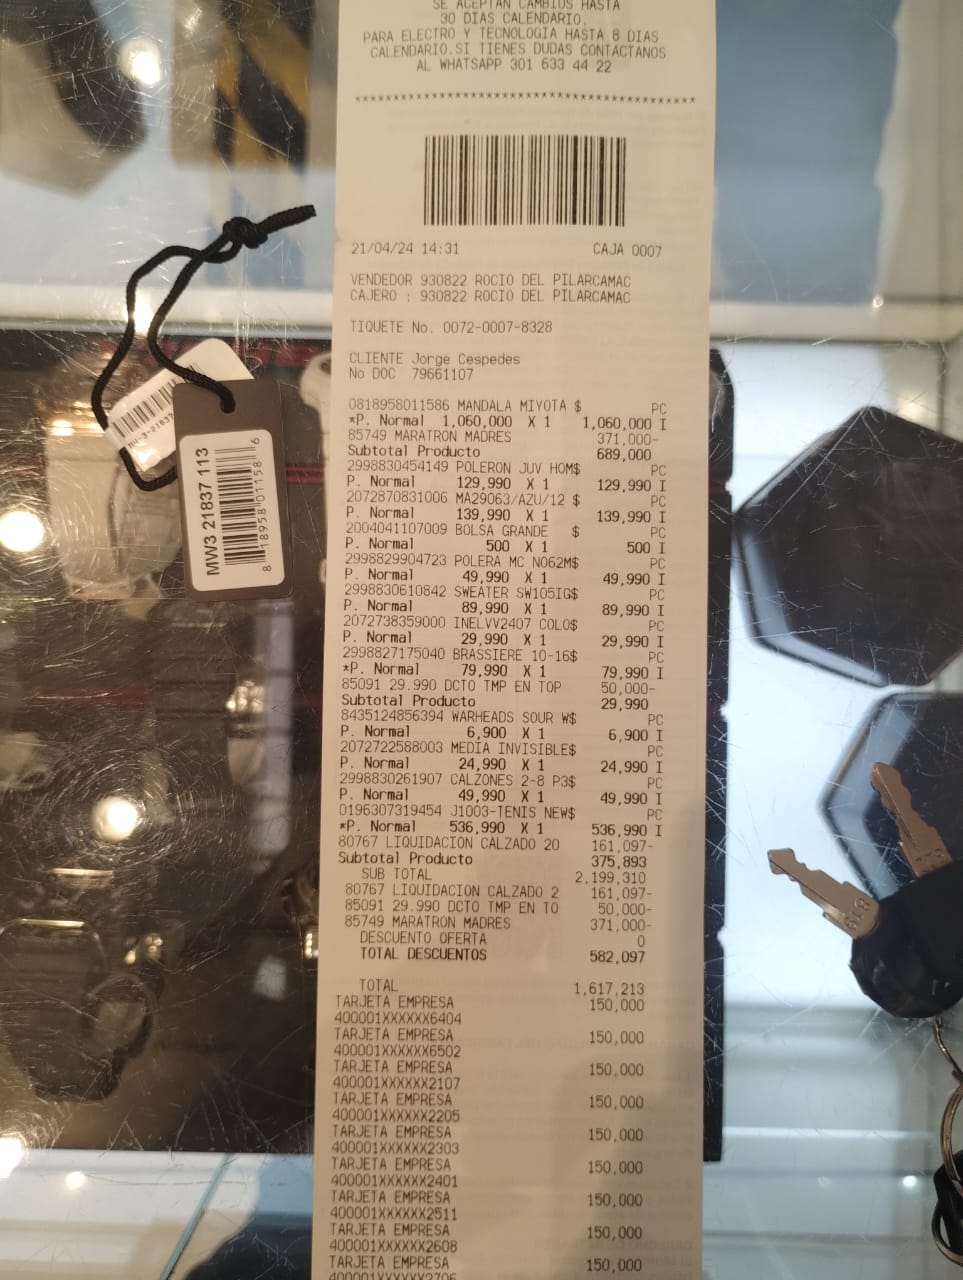 SE ACEPTAN CAMBIOS HASTA
30 DIAS CALENDARIO.
PARA ELECTRO Y TECNOLOGIA HASTA 8 DIAS
CALENDARIO.SI TIENES DUDAS CONTACTANOS
AL WHATSAPP 301 633 44 22
21/04/24 14:31 CAJA 0007
VENDEDOR 930822 ROCIO DEL PILARCAMAC
CAJERO : 930822 ROCIO DEL PILARCAMAC
TIQUETE No. 0072-0007-8328
CLIENTE Jorge Cespedes
No DOC 79661107
0818958011586 MANDALA MIYOTA $ PC
*P. Normal 1,060,000 X 1 1,060,000 I
85749 MARATRON MADRES 371,000-
Subtotal Producto 689,000
2998830454149 POLERON JUV HOM$ PC
P. Normal 129,990 X 1 129,990 I
2072870831006 MA29063/AZU/12 $ PC
P. Normal 139,990 X 1 139,990 I
2004041107009 BOLSA GRANDE $ PC
P. Normal 500 X 1 500 I
2998829904723 POLERA MC N062M$ PC
P. Normal 49,990 X 1 49,990 I
2998830610842 SWEATER SW105IG$ PC
P. Normal 89,990 X 1 89,990 I
2072738359000 INELVV2407 COLO$ PC
P. Normal 29,990 X 1 29,990 I
2998827175040 BRASSIERE 10-16$ PC
*P. Normal 79,990 X 1 79,990 I
85091 29.990 DCTO TMP EN TOP 50,000-
Subtotal Producto 29,990
8435124856394 WARHEADS SOUR W$ PC
P. Normal 6,900 X 1 6,900 I
2072722588003 MEDIA INVISIBLE$ PC
P. Normal 24,990 X 1 24,990 I
2998830261907 CALZONES 2-8 P3$ PC
P. Normal 49,990 X 1 49,990 I
0196307319454 J1003-TENIS NEW$ PC
*P. Normal 536,990 X 1 536,990 I
80767 LIQUIDACION CALZADO 20 161,097-
Subtotal Producto 375,893
SUB TOTAL 2,199,310
80767 LIQUIDACION CALZADO 2 161,097-
85091 29.990 DCTO TMP EN TO 50,000-
85749 MARATRON MADRES 371,000-
DESCUENTO OFERTA 0
TOTAL DESCUENTOS 582,097
TOTAL 1,617,213
TARJETA EMPRESA 150,000
400001XXXXXX6404
TARJETA EMPRESA 150,000
400001XXXXXX6502
TARJETA EMPRESA 150,000
400001XXXXXX2107
TARJETA EMPRESA 150,000
400001XXXXXX2205
TARJETA EMPRESA 150,000
400001XXXXXX2303
TARJETA EMPRESA 150,000
400001XXXXXX2401
TARJETA EMPRESA 150,000
400001XXXXXX2511
TARJETA EMPRESA 150,000
400001XXXXXX2608
TARJETA EMPRESA 150,000
400001XXXXXX2706
MW3 21837 113
8 18958 01158 6
819